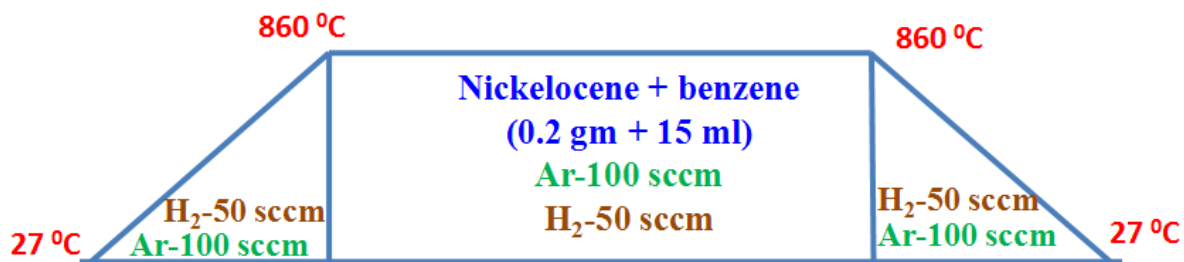 860 ⁰C
860 ⁰C
Nickelocene + benzene
(0.2 gm + 15 ml)
Ar-100 sccm
H₂-50 sccm
H₂-50 sccm
Ar-100 sccm
27 ⁰C
H₂-50 sccm
Ar-100 sccm
27 ⁰C